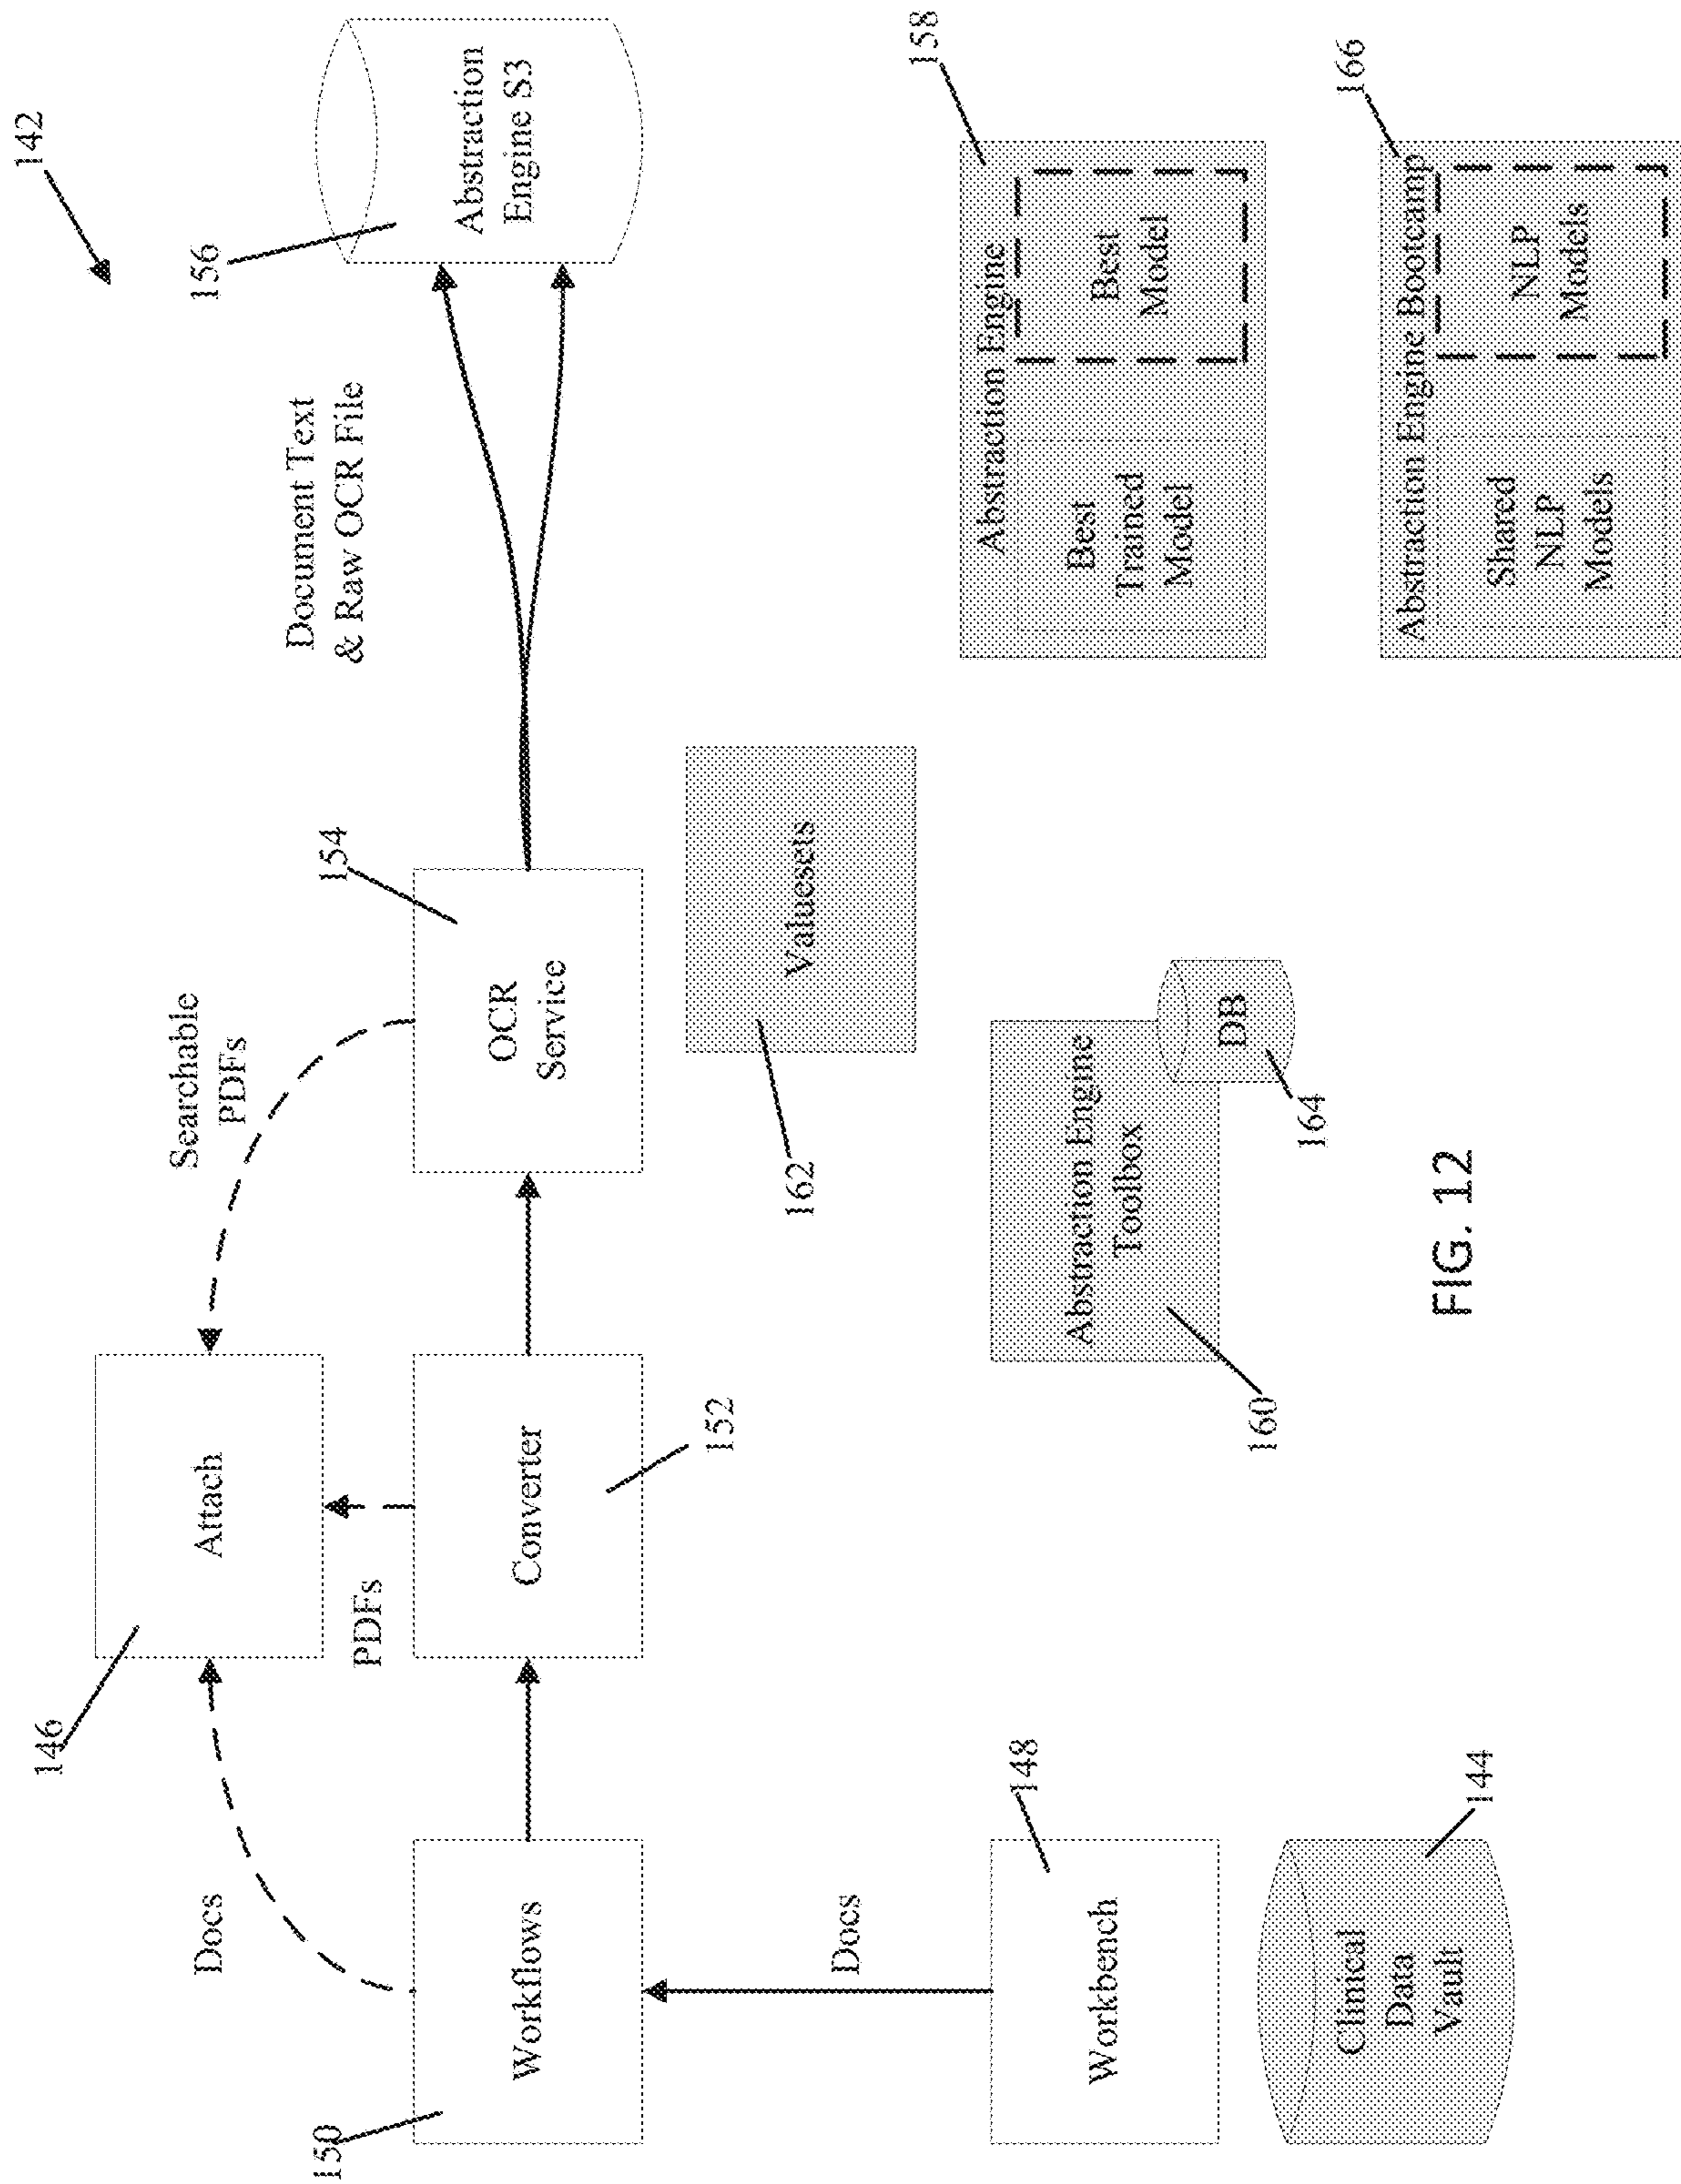 142
146
Attach
Docs
PDFs
Searchable
PDFs
150
Workflows
Converter
152
OCR
Service
154
Document Text
& Raw OCR File
156
Abstraction
Engine S3
Docs
Valuesets
162
148
Workbench
Clinical
Data
Vault
144
Abstraction Engine
Toolbox
160
DB
164
Abstraction Engine
158
Best
Trained
Model
Best
Model
Abstraction Engine Bootcamp
166
Shared
NLP
Models
NLP
Models
FIG. 12